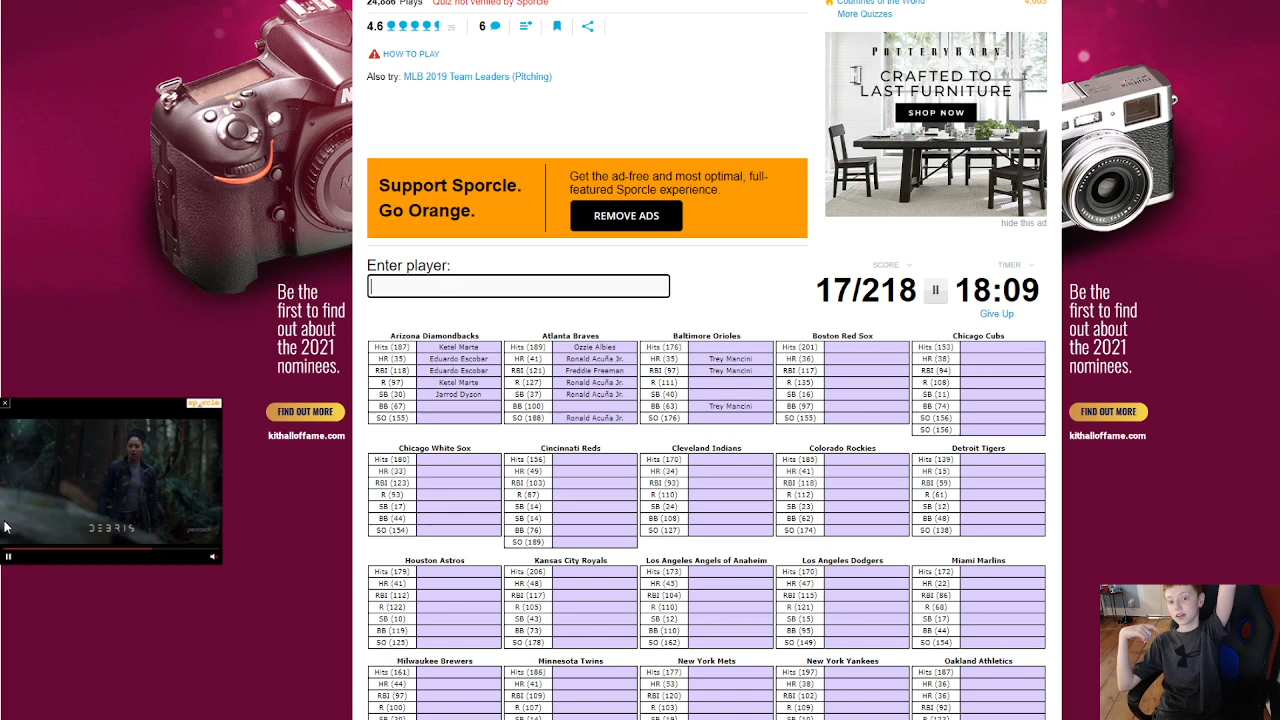 24,886 Plays Quiz not verified by Sporcle
4.6 26 6
HOW TO PLAY
Also try: MLB 2019 Team Leaders (Pitching)
Countries of the World 4,663
More Quizzes
POTTERYBARN
CRAFTED TO
LAST FURNITURE
SHOP NOW
hide this ad
Support Sporcle.
Go Orange.
Get the ad-free and most optimal, full-
featured Sporcle experience.
REMOVE ADS
Enter player:
SCORE TIMER
17/218 18:09
Give Up
Be the
first to find
out about
the 2021
nominees.
FIND OUT MORE
kithalloffame.com
Be the
first to find
out about
the 2021
nominees.
FIND OUT MORE
kithalloffame.com
sporcle
DEBRIS
peacock
Arizona Diamondbacks
Hits (187) Ketel Marte
HR (35) Eduardo Escobar
RBI (118) Eduardo Escobar
R (97) Ketel Marte
SB (30) Jarrod Dyson
BB (67)
SO (155)
Atlanta Braves
Hits (189) Ozzie Albies
HR (41) Ronald Acuña Jr.
RBI (121) Freddie Freeman
R (127) Ronald Acuña Jr.
SB (37) Ronald Acuña Jr.
BB (100)
SO (188) Ronald Acuña Jr.
Baltimore Orioles
Hits (176)
HR (35) Trey Mancini
RBI (97) Trey Mancini
R (111)
SB (40)
BB (63) Trey Mancini
SO (176)
Boston Red Sox
Hits (201)
HR (36)
RBI (117)
R (135)
SB (16)
BB (97)
SO (155)
Chicago Cubs
Hits (153)
HR (38)
RBI (94)
R (108)
SB (11)
BB (74)
SO (156)
SO (156)
Chicago White Sox
Hits (180)
HR (33)
RBI (123)
R (93)
SB (17)
BB (44)
SO (154)
Cincinnati Reds
Hits (156)
HR (49)
RBI (103)
R (87)
SB (14)
SB (14)
BB (76)
SO (189)
Cleveland Indians
Hits (170)
HR (34)
RBI (93)
R (110)
SB (24)
BB (108)
SO (127)
Colorado Rockies
Hits (185)
HR (41)
RBI (118)
R (112)
SB (23)
BB (62)
SO (174)
Detroit Tigers
Hits (139)
HR (15)
RBI (59)
R (61)
SB (12)
BB (48)
SO (138)
Houston Astros
Hits (179)
HR (41)
RBI (112)
R (122)
SB (10)
BB (119)
SO (125)
Kansas City Royals
Hits (206)
HR (48)
RBI (117)
R (105)
SB (43)
BB (73)
SO (178)
Los Angeles Angels of Anaheim
Hits (173)
HR (45)
RBI (104)
R (110)
SB (12)
BB (110)
SO (162)
Los Angeles Dodgers
Hits (170)
HR (47)
RBI (115)
R (121)
SB (15)
BB (95)
SO (149)
Miami Marlins
Hits (172)
HR (22)
RBI (86)
R (68)
SB (17)
BB (44)
SO (154)
Milwaukee Brewers
Hits (161)
HR (44)
RBI (97)
R (100)
SB (30)
Minnesota Twins
Hits (186)
HR (41)
RBI (109)
R (107)
New York Mets
Hits (177)
HR (53)
RBI (120)
R (103)
New York Yankees
Hits (197)
HR (38)
RBI (102)
R (109)
Oakland Athletics
Hits (187)
HR (36)
HR (36)
RBI (92)